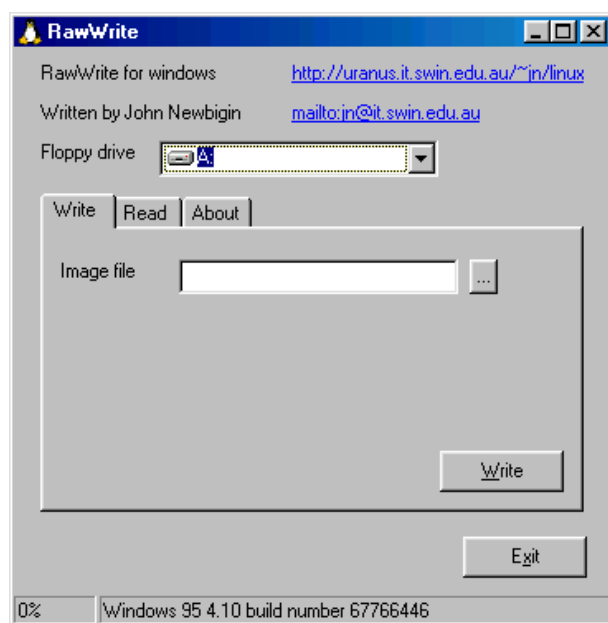 RawWrite
RawWrite for windows http://uranus.it.swin.edu.au/~jn/linux
Written by John Newbigin mailto:jn@it.swin.edu.au
Floppy drive A:
Write Read About
Image file ...
Write
Exit
0% Windows 95 4.10 build number 67766446